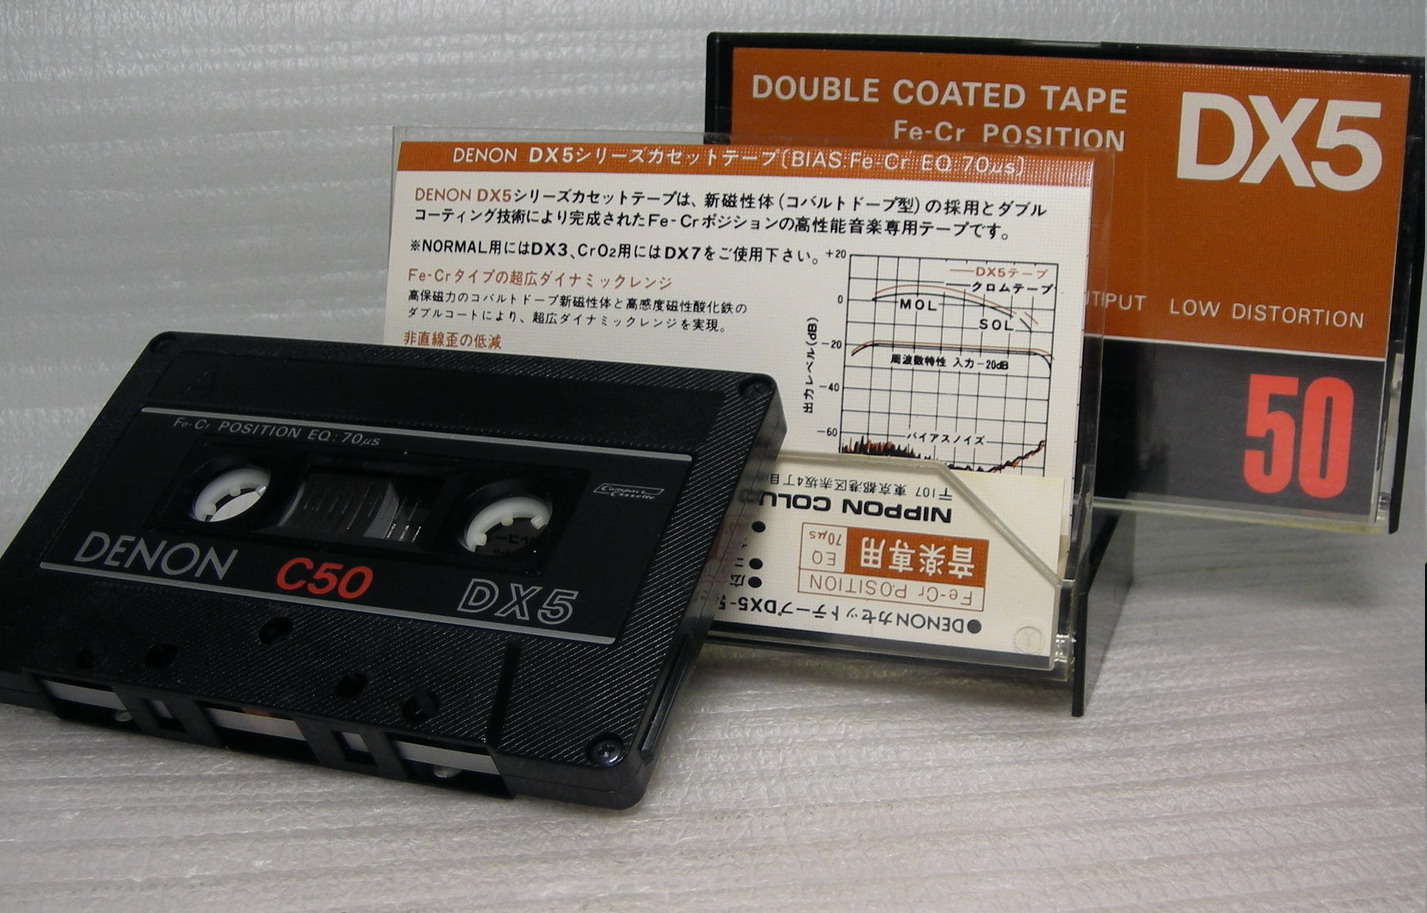 DOUBLE COATED TAPE
Fe-Cr POSITION
DX5
LOW DISTORTION
50
DENON DX5シリーズカセットテープ(BIAS:Fe-Cr EQ:70μs)
DENON DX5シリーズカセットテープは、新磁性体(コバルトドープ型)の採用とダブル
コーティング技術により完成されたFe-Crポジションの高性能音楽専用テープです。
※NORMAL用にはDX3、CrO2用にはDX7をご使用下さい。
Fe-Crタイプの超広ダイナミックレンジ
高保磁力のコバルトドープ新磁性体と高感度磁性酸化鉄の
ダブルコートにより、超広ダイナミックレンジを実現。
非直線歪の低減
+20
0
-20
-40
-60
出力レベル(dB)
DX5テープ
クロムテープ
MOL
SOL
周波数特性 入力-20dB
バイアスノイズ
●DENONカセットテープDX5-5
Fe-Cr POSITION
音楽専用
EQ
70μs
NIPPON COLU
〒107 東京都港区赤坂4丁目
Fe-Cr POSITION EQ: 70μs
Compact
Cassette
DENON
C50
DX5